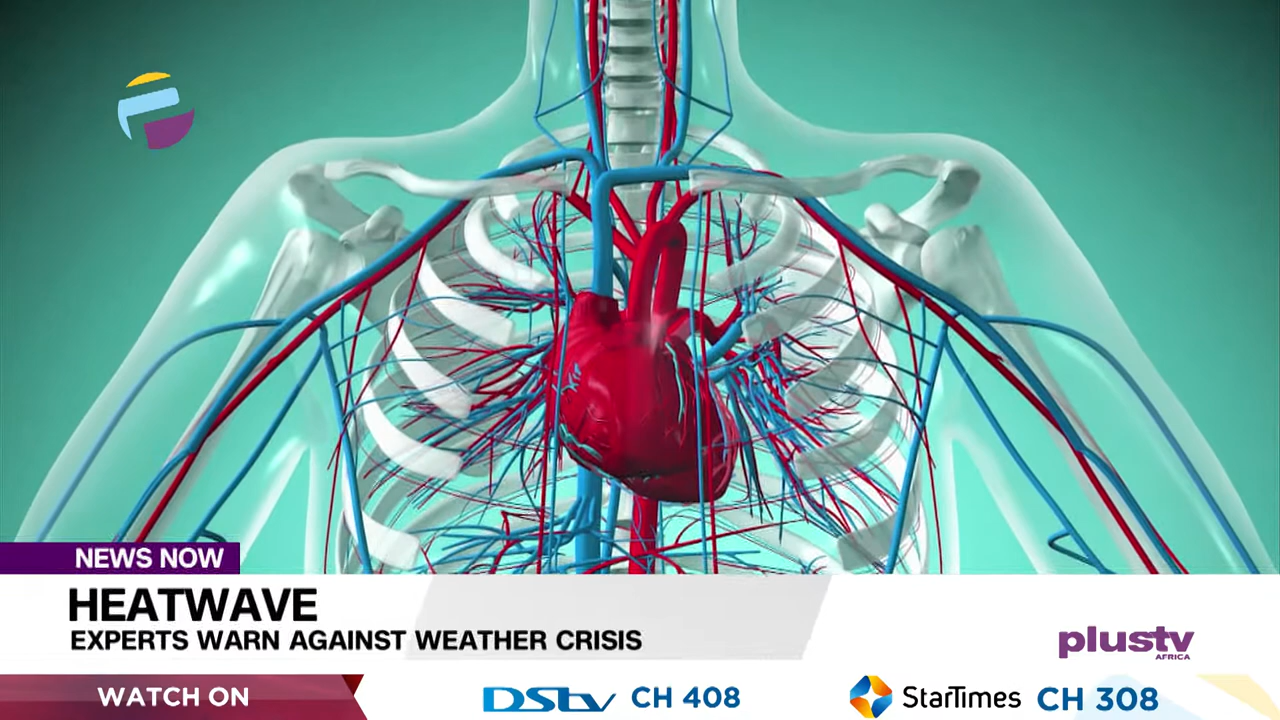 NEWS NOW
HEATWAVE
EXPERTS WARN AGAINST WEATHER CRISIS
plustv
AFRICA
WATCH ON
DStv CH 408
StarTimes CH 308